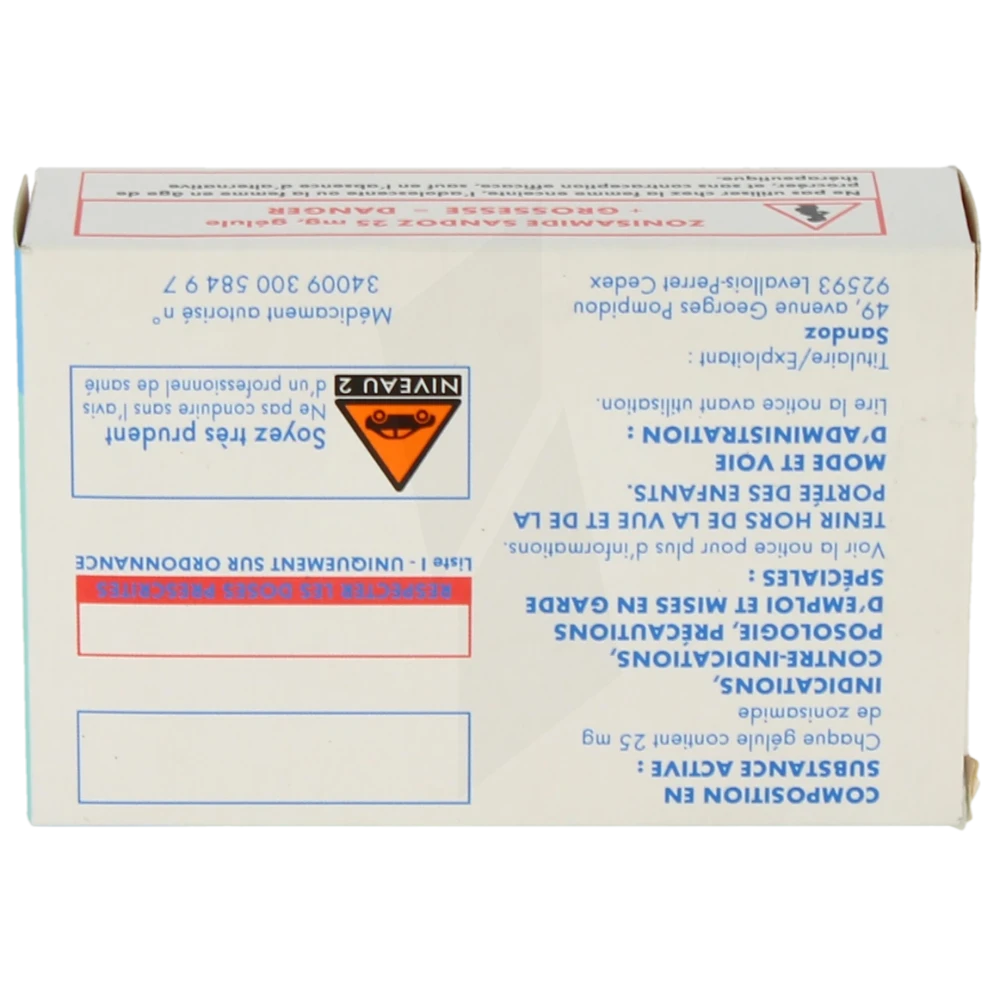 COMPOSITION EN
SUBSTANCE ACTIVE :
Chaque gélule contient 25 mg
de zonisamide
INDICATIONS,
CONTRE-INDICATIONS,
POSOLOGIE, PRÉCAUTIONS
D'EMPLOI ET MISES EN GARDE
SPÉCIALES :
Voir la notice pour plus d'informations.
TENIR HORS DE LA VUE ET DE LA
PORTÉE DES ENFANTS.
MODE ET VOIE
D'ADMINISTRATION :
Lire la notice avant utilisation.
Titulaire/Exploitant :
Sandoz
49, avenue Georges Pompidou
92593 Levallois-Perret Cedex
RESPECTER LES DOSES PRESCRITES
Liste I - UNIQUEMENT SUR ORDONNANCE
Soyez très prudent
Ne pas conduire sans l'avis
d'un professionnel de santé
NIVEAU 2
Médicament autorisé n°
34009 300 584 9 7
ZONISAMIDE SANDOZ 25 mg, gélule
+ GROSSESSE – DANGER
Ne pas utiliser chez la femme enceinte, l'adolescente ou la femme en âge de
procréer, et sans contraception efficace, sauf en l'absence d'alternative
thérapeutique.